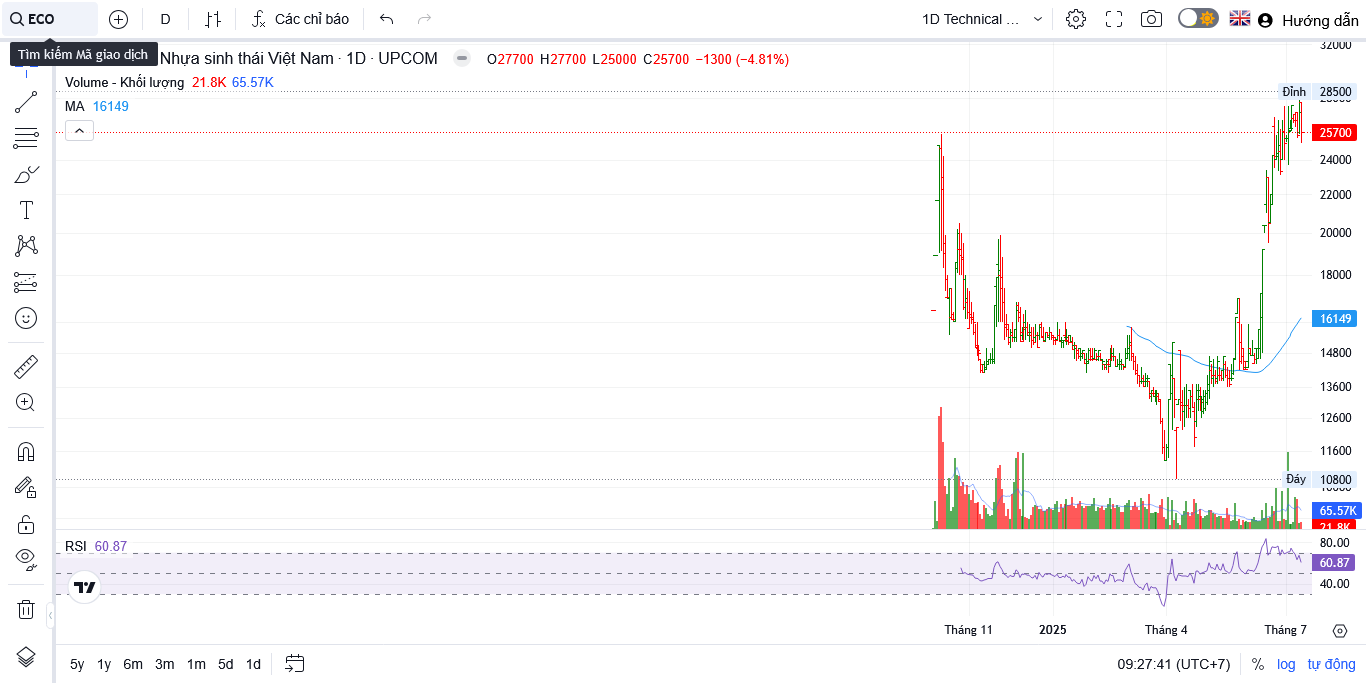 ECO
D
Các chỉ báo
1D Technical ...
Hướng dẫn
Tìm kiếm Mã giao dịch
Nhựa sinh thái Việt Nam · 1D · UPCOM
O27700 H27700 L25000 C25700 −1300 (−4.81%)
Volume - Khối lượng 21.8K 65.57K
MA 16149
32000
Đỉnh 28500
25700
24000
22000
20000
18000
16149
14800
13600
12600
11600
Đáy 10800
65.57K
21.8K
RSI 60.87
80.00
60.87
40.00
Tháng 11
2025
Tháng 4
Tháng 7
5y 1y 6m 3m 1m 5d 1d
09:27:41 (UTC+7)
% log tự động